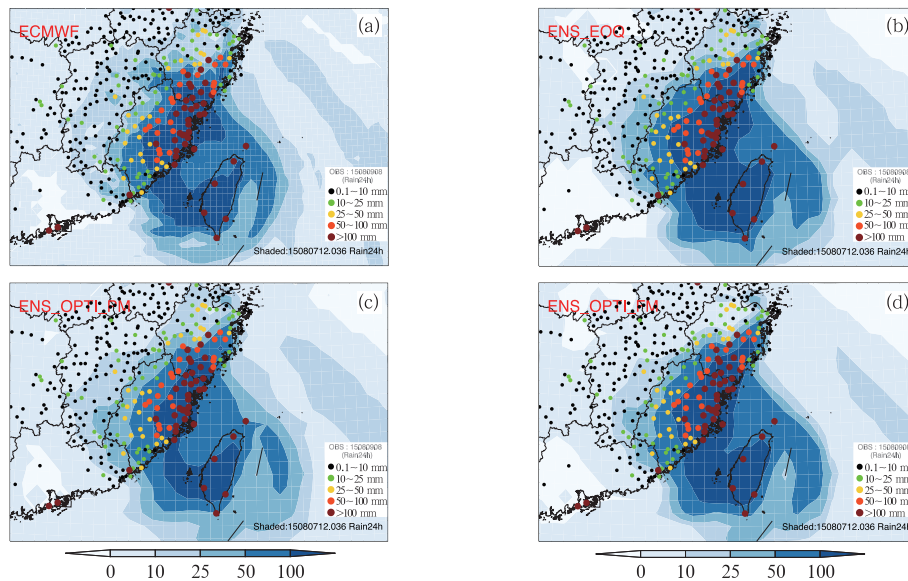 ECMWF
(a)
OBS : 15080908
(Rain24h)
0.1~10 mm
10~25 mm
25~50 mm
50~100 mm
>100 mm
Shaded:15080712.036 Rain24h
ENS_EOQ
(b)
OBS : 15080908
(Rain24h)
0.1~10 mm
10~25 mm
25~50 mm
50~100 mm
>100 mm
Shaded:15080712.036 Rain24h
ENS_OPTI_PM
(c)
OBS : 15080908
(Rain24h)
0.1~10 mm
10~25 mm
25~50 mm
50~100 mm
>100 mm
Shaded:15080712.036 Rain24h
ENS_OPTI_FM
(d)
OBS : 15080908
(Rain24h)
0.1~10 mm
10~25 mm
25~50 mm
50~100 mm
>100 mm
Shaded:15080712.036 Rain24h
0 10 25 50 100
0 10 25 50 100